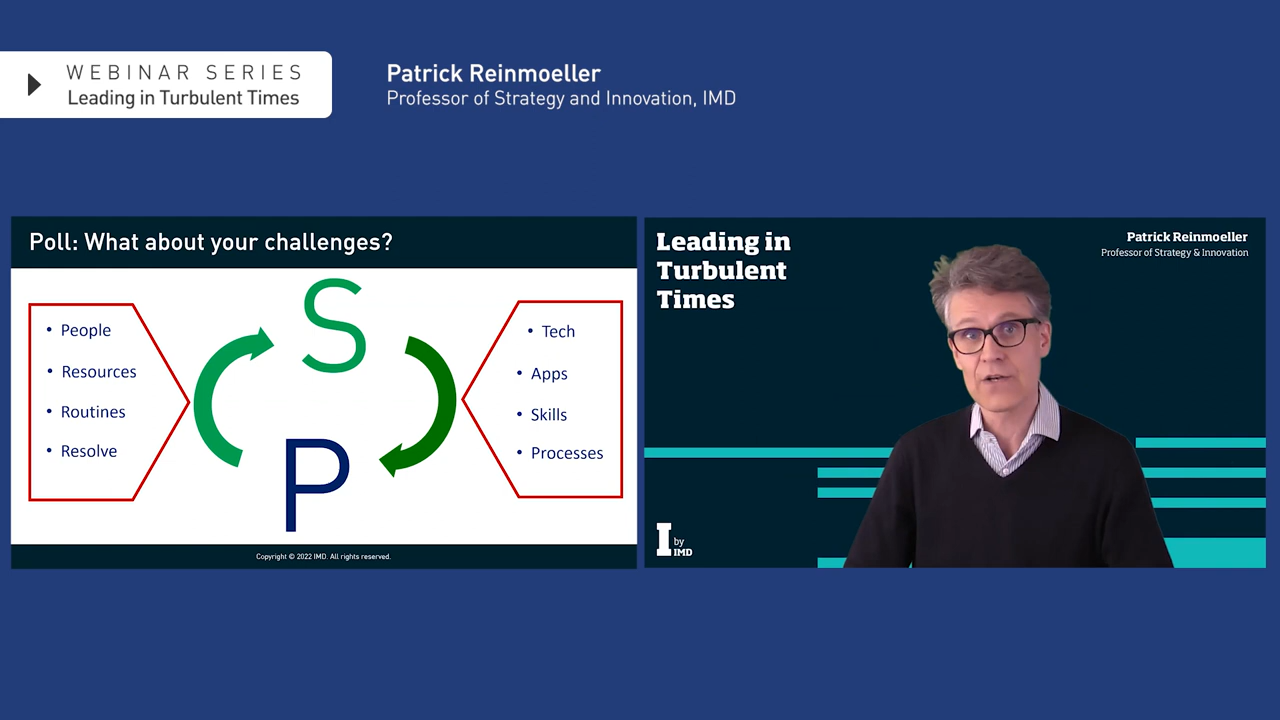 WEBINAR SERIES
Leading in Turbulent Times
Patrick Reinmoeller
Professor of Strategy and Innovation, IMD
Poll: What about your challenges?
• People
• Resources
• Routines
• Resolve
S
P
• Tech
• Apps
• Skills
• Processes
Copyright © 2022 IMD. All rights reserved.
Leading in
Turbulent
Times
Patrick Reinmoeller
Professor of Strategy & Innovation
I by
IMD